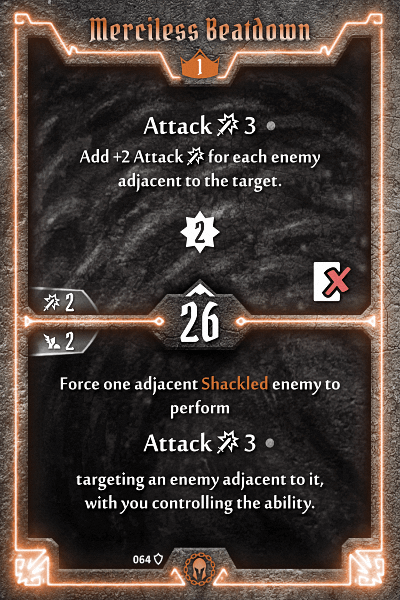 Merciless Beatdown
1
Attack 3
Add +2 Attack for each enemy
adjacent to the target.
2
2
26
2
Force one adjacent Shackled enemy to
perform
Attack 3
targeting an enemy adjacent to it,
with you controlling the ability.
064